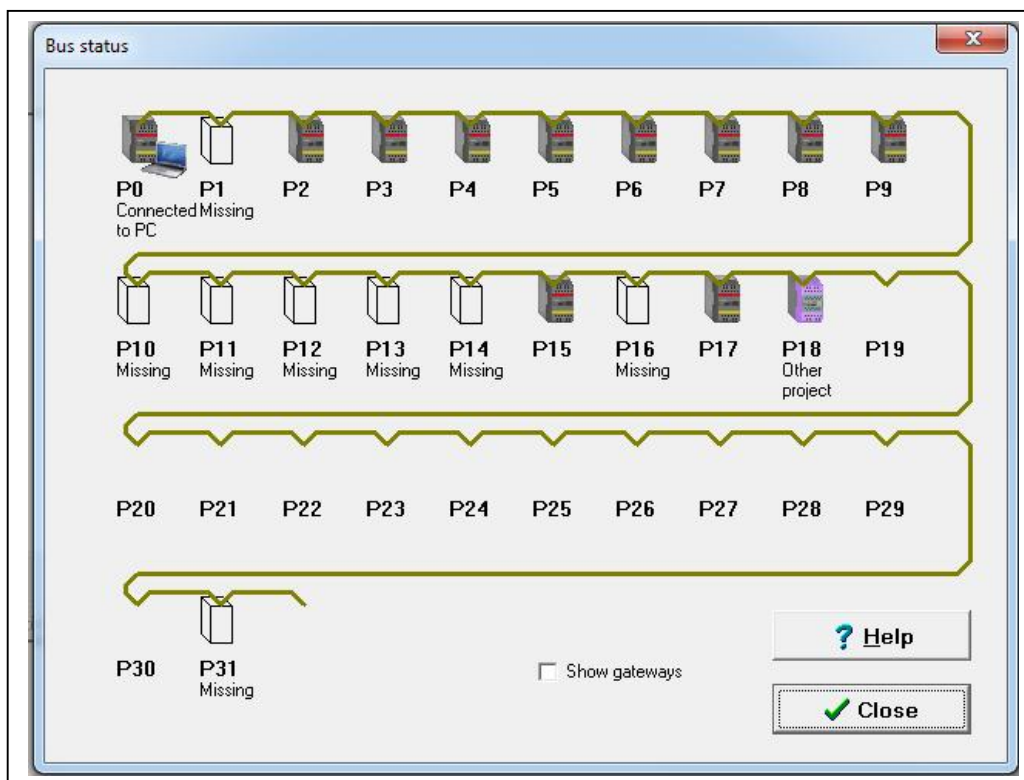 Bus status
P0 P1 P2 P3 P4 P5 P6 P7 P8 P9
Connected Missing
to PC
P10 P11 P12 P13 P14 P15 P16 P17 P18 P19
Missing Missing Missing Missing Missing Missing Other
project
P20 P21 P22 P23 P24 P25 P26 P27 P28 P29
? Help
P30 P31 Show gateways
Missing
Close